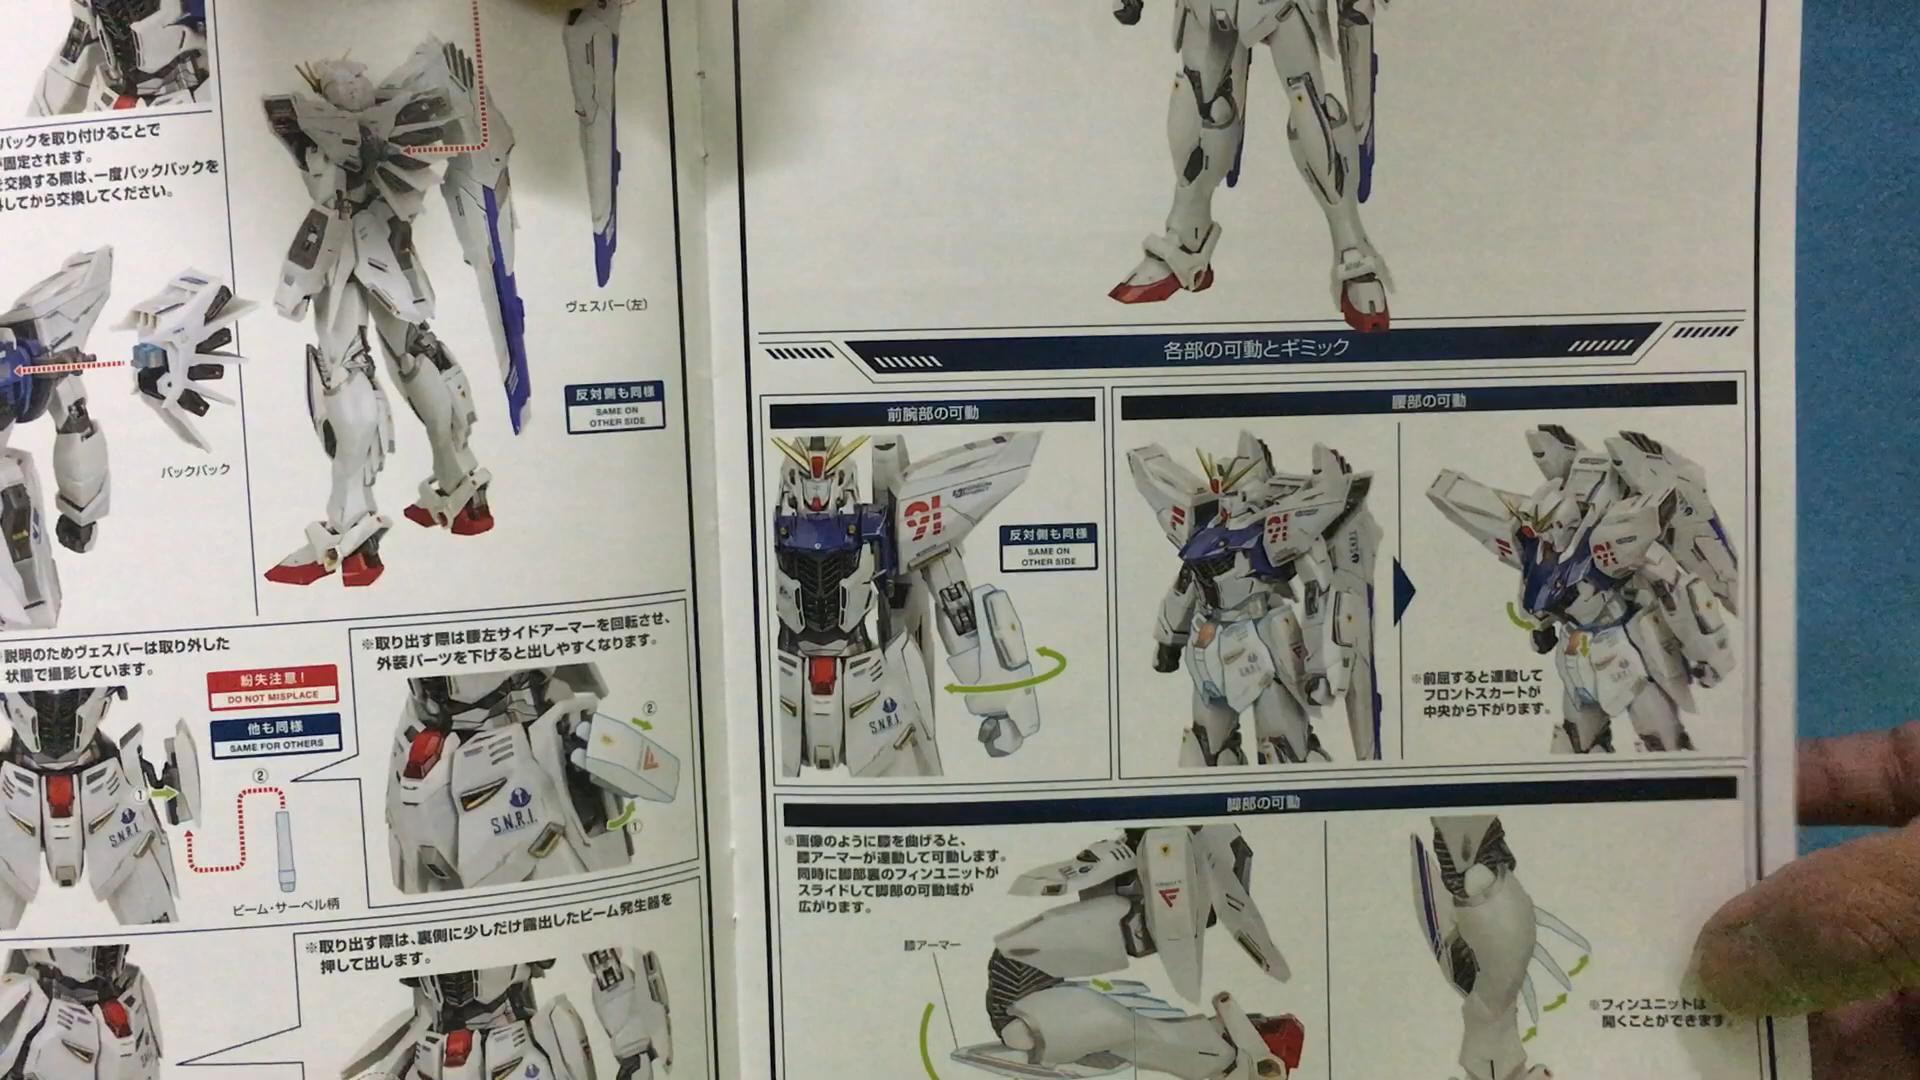 バックを取り付けることで
固定されます。
交換する際は、一度バックパックを
してから交換してください。
バックパック
ヴェスバー(左)
反対側も同様
SAME ON
OTHER SIDE
説明のためヴェスバーは取り外した
状態で撮影しています。
紛失注意!
DO NOT MISPLACE
他も同様
SAME FOR OTHERS
①
②
S.N.R.I.
ビーム・サーベル柄
※取り出す際は腰左サイドアーマーを回転させ、
外装パーツを下げると出しやすくなります。
②
①
S.N.R.I.
F
※取り出す際は、裏側に少しだけ露出したビーム発生器を
押して出します。
各部の可動とギミック
前腕部の可動
91
反対側も同様
SAME ON
OTHER SIDE
S.N.R.I.
腰部の可動
91
S.N.R.I.
91
※前屈すると連動して
フロントスカートが
中央から下がります。
脚部の可動
※画像のように膝を曲げると、
膝アーマーが連動して可動します。
同時に脚部裏のフィンユニットが
スライドして脚部の可動域が
広がります。
膝アーマー
F
※フィンユニットは
開くことができます。